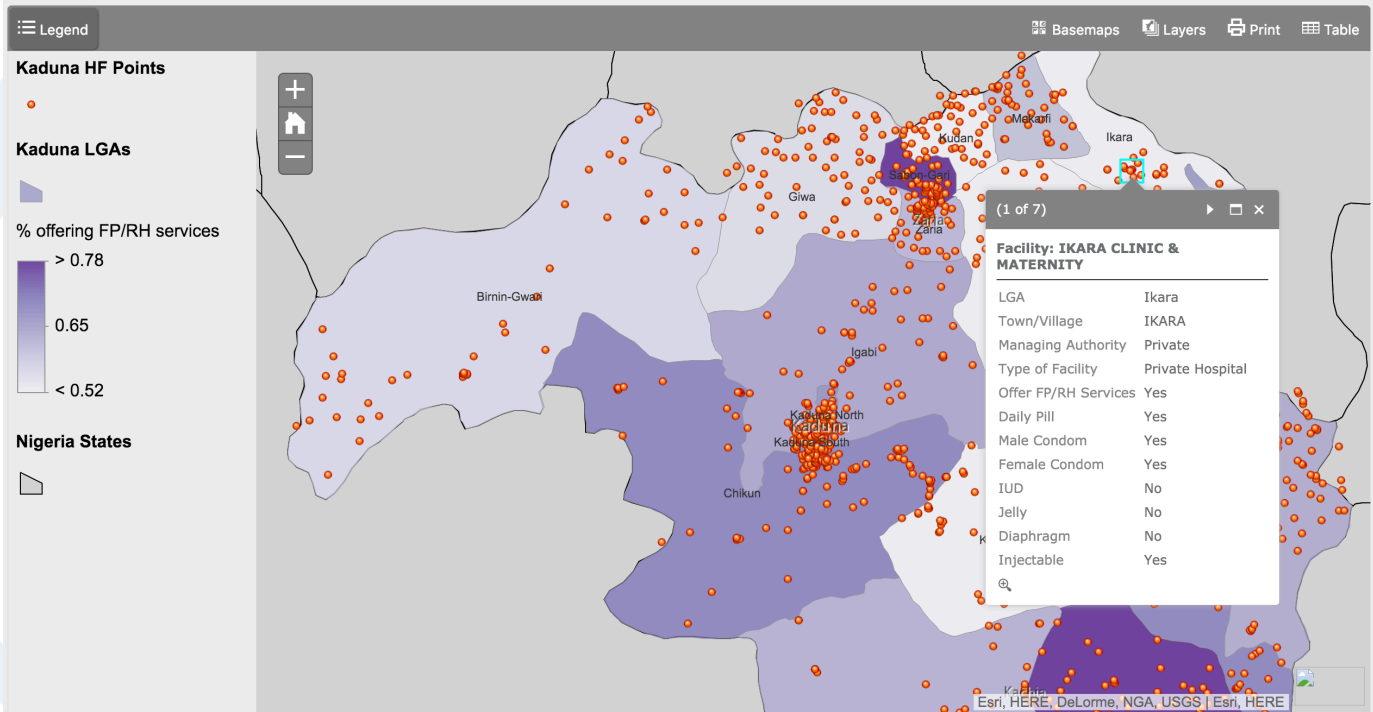 Legend
Basemaps
Layers
Print
Table
Kaduna HF Points
Kaduna LGAs
% offering FP/RH services
> 0.78
0.65
< 0.52
Nigeria States
+
−
Makarfi
Ikara
Kudan
Sabon-Gari
Giwa
Zaria
Zaria
Birnin-Gwari
Igabi
Kaduna North
Kaduna
Kaduna South
Chikun
K
Kachia
(1 of 7)
Facility: IKARA CLINIC &
MATERNITY
LGA Ikara
Town/Village IKARA
Managing Authority Private
Type of Facility Private Hospital
Offer FP/RH Services Yes
Daily Pill Yes
Male Condom Yes
Female Condom Yes
IUD No
Jelly No
Diaphragm No
Injectable Yes
Esri, HERE, DeLorme, NGA, USGS | Esri, HERE